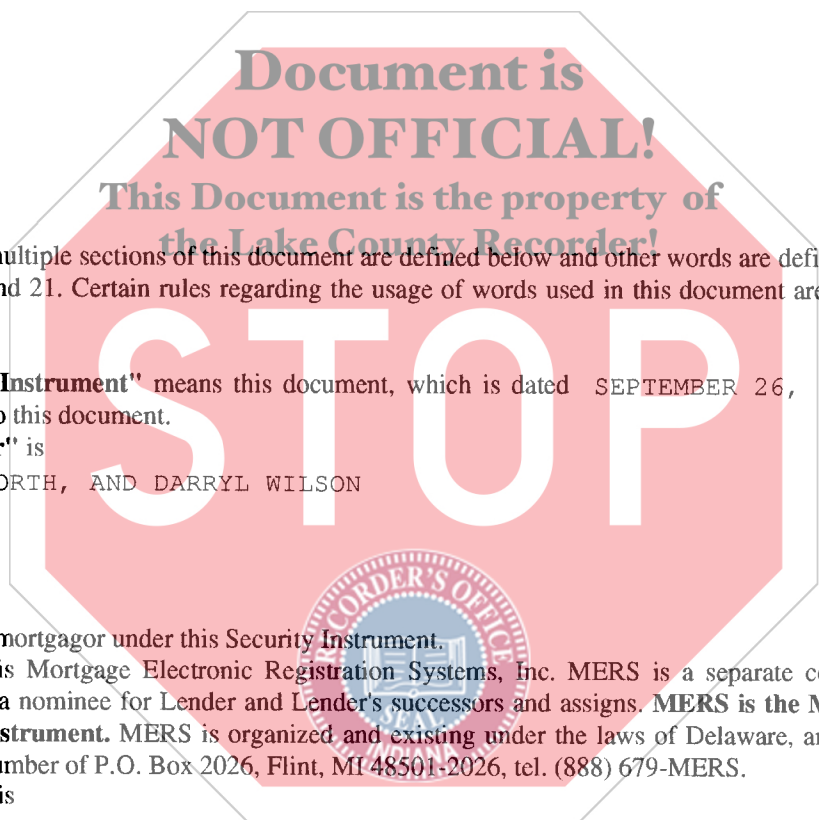 Document is
NOT OFFICIAL!
This Document is the property of
the Lake County Recorder!
ultiple sections of this document are defined below and other words are defi
nd 21. Certain rules regarding the usage of words used in this document are
Instrument" means this document, which is dated SEPTEMBER 26,
o this document.
r" is
ORTH, AND DARRYL WILSON
STOP
mortgagor under this Security Instrument.
is Mortgage Electronic Registration Systems, Inc. MERS is a separate co
a nominee for Lender and Lender's successors and assigns. MERS is the M
strument. MERS is organized and existing under the laws of Delaware, an
umber of P.O. Box 2026, Flint, MI 48501-2026, tel. (888) 679-MERS.
is
RECORDER'S OFFICE
SEAL
INDIANA